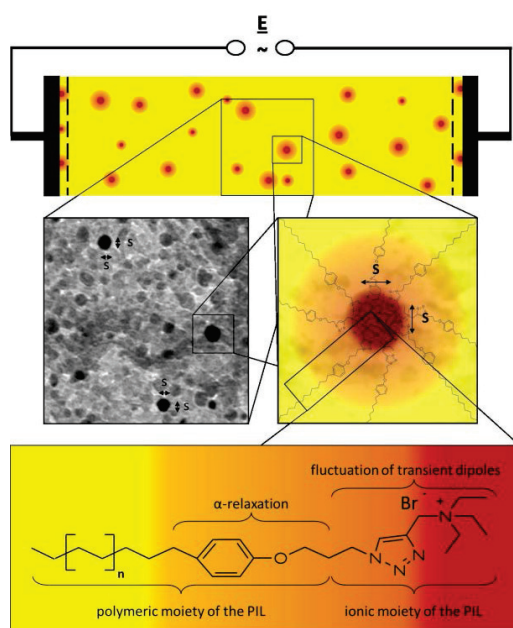 E
~
S
S
S
S
S
S
fluctuation of transient dipoles
α-relaxation
Br⁻
+
N
n
O
N
N
N
polymeric moiety of the PIL
ionic moiety of the PIL